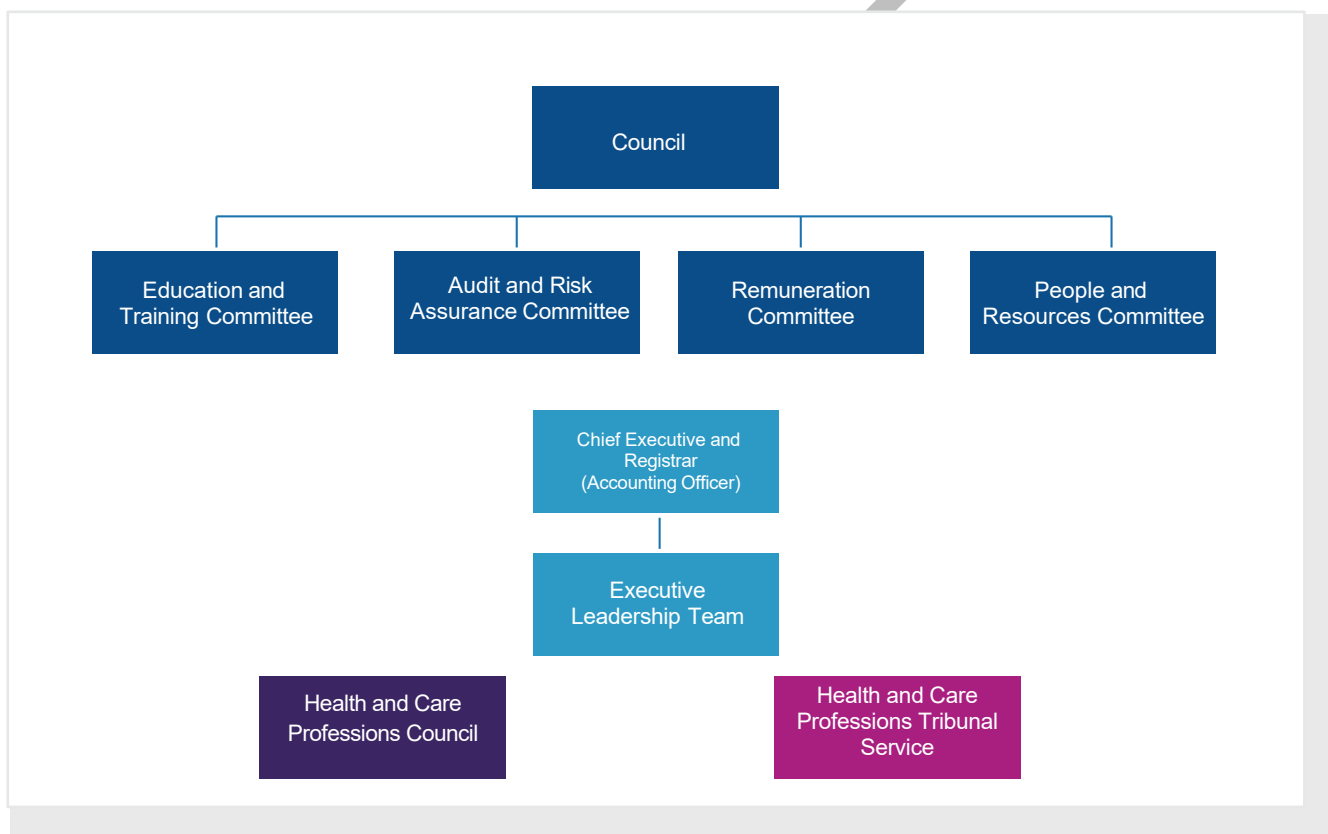 Council
Education and
Training Committee
Audit and Risk
Assurance Committee
Remuneration
Committee
People and
Resources Committee
Chief Executive and
Registrar
(Accounting Officer)
Executive
Leadership Team
Health and Care
Professions Council
Health and Care
Professions Tribunal
Service